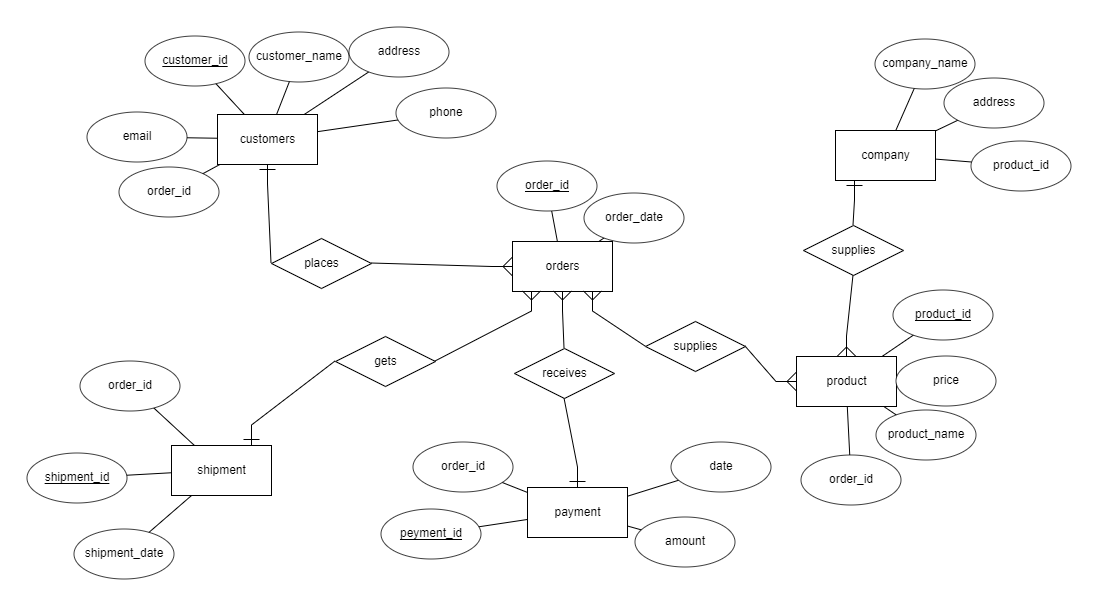 customer_id
customer_name
address
phone
email
customers
order_id
company_name
address
company
product_id
order_id
order_date
places
orders
supplies
product_id
gets
receives
supplies
product
price
product_name
order_id
order_id
shipment
shipment_id
shipment_date
order_id
date
payment
peyment_id
amount